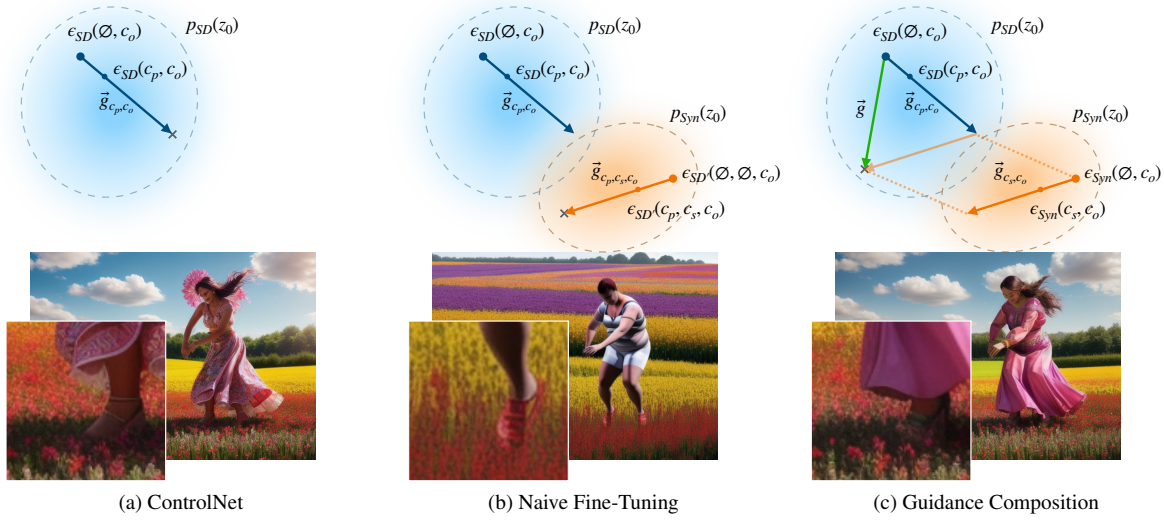 ϵ_SD(∅, c_o)
p_SD(z_0)
ϵ_SD(c_p, c_o)
g⃗_{c_p,c_o}
(a) ControlNet
ϵ_SD(∅, c_o)
p_SD(z_0)
ϵ_SD(c_p, c_o)
g⃗_{c_p,c_o}
p_Syn(z_0)
g⃗_{c_p,c_s,c_o}
ϵ_SD′(∅, ∅, c_o)
ϵ_SD′(c_p, c_s, c_o)
(b) Naive Fine-Tuning
ϵ_SD(∅, c_o)
p_SD(z_0)
ϵ_SD(c_p, c_o)
g⃗
g⃗_{c_p,c_o}
p_Syn(z_0)
g⃗_{c_s,c_o}
ϵ_Syn(∅, c_o)
ϵ_Syn(c_s, c_o)
(c) Guidance Composition